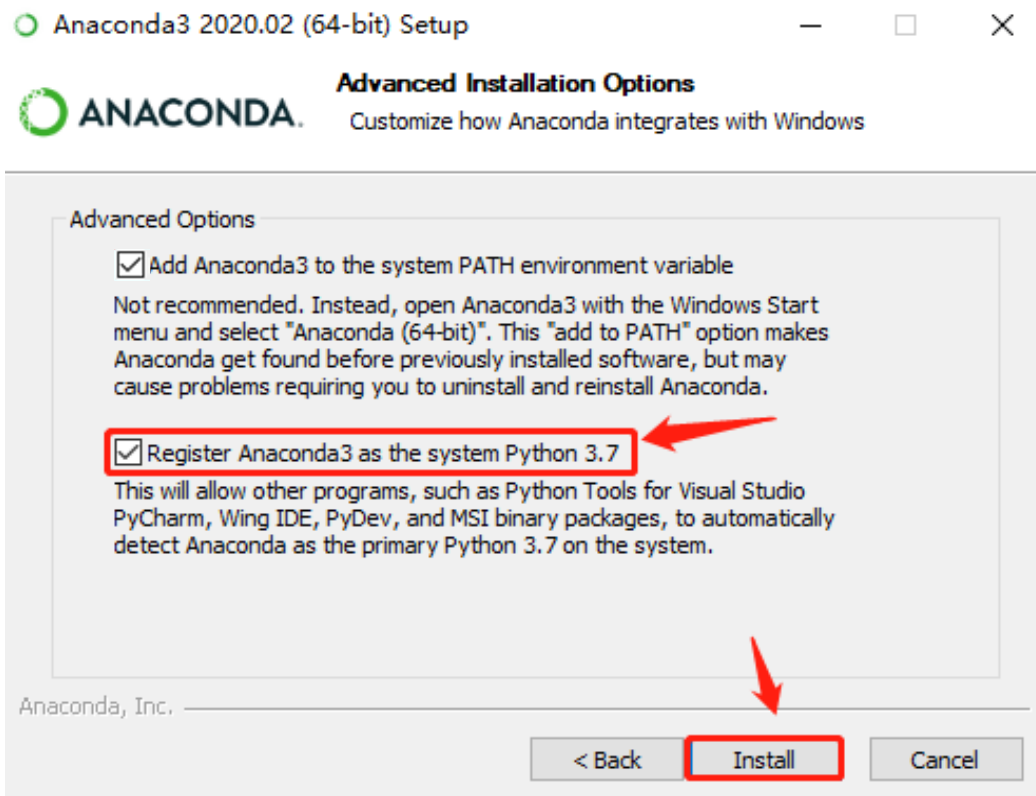 Anaconda3 2020.02 (64-bit) Setup
ANACONDA.
Advanced Installation Options
Customize how Anaconda integrates with Windows
Advanced Options
Add Anaconda3 to the system PATH environment variable
Not recommended. Instead, open Anaconda3 with the Windows Start
menu and select "Anaconda (64-bit)". This "add to PATH" option makes
Anaconda get found before previously installed software, but may
cause problems requiring you to uninstall and reinstall Anaconda.
Register Anaconda3 as the system Python 3.7
This will allow other programs, such as Python Tools for Visual Studio
PyCharm, Wing IDE, PyDev, and MSI binary packages, to automatically
detect Anaconda as the primary Python 3.7 on the system.
Anaconda, Inc.
< Back
Install
Cancel